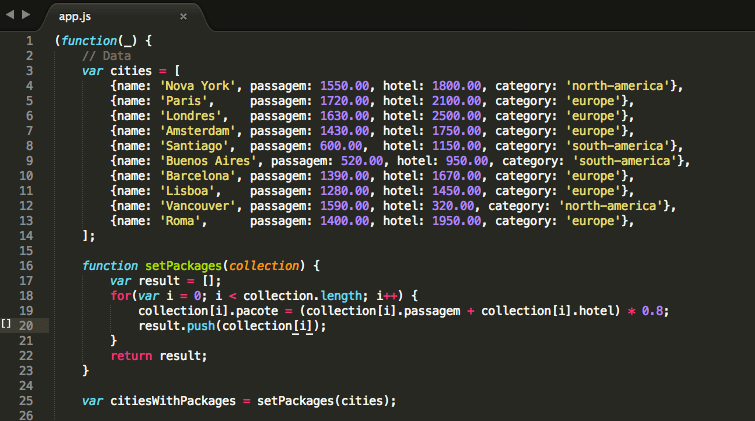 app.js ×
1 (function(_) {
2 // Data
3 var cities = [
4 {name: 'Nova York', passagem: 1550.00, hotel: 1800.00, category: 'north-america'},
5 {name: 'Paris', passagem: 1720.00, hotel: 2100.00, category: 'europe'},
6 {name: 'Londres', passagem: 1630.00, hotel: 2500.00, category: 'europe'},
7 {name: 'Amsterdam', passagem: 1430.00, hotel: 1750.00, category: 'europe'},
8 {name: 'Santiago', passagem: 600.00, hotel: 1150.00, category: 'south-america'},
9 {name: 'Buenos Aires', passagem: 520.00, hotel: 950.00, category: 'south-america'},
10 {name: 'Barcelona', passagem: 1390.00, hotel: 1670.00, category: 'europe'},
11 {name: 'Lisboa', passagem: 1280.00, hotel: 1450.00, category: 'europe'},
12 {name: 'Vancouver', passagem: 1590.00, hotel: 320.00, category: 'north-america'},
13 {name: 'Roma', passagem: 1400.00, hotel: 1950.00, category: 'europe'},
14 ];
15
16 function setPackages(collection) {
17 var result = [];
18 for(var i = 0; i < collection.length; i++) {
19 collection[i].pacote = (collection[i].passagem + collection[i].hotel) * 0.8;
[] 20 result.push(collection[i]);
21 }
22 return result;
23 }
24
25 var citiesWithPackages = setPackages(cities);
26